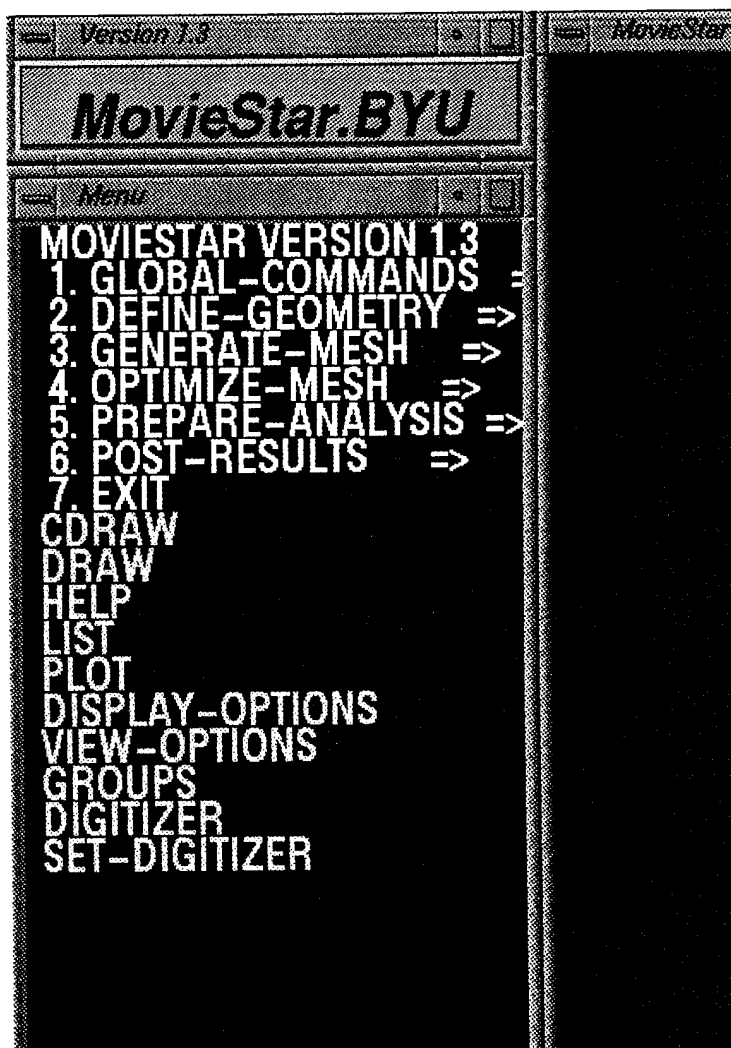 Version 1.3
MovieStar
MovieStar.BYU
Menu
MOVIESTAR VERSION 1.3
1. GLOBAL-COMMANDS =
2. DEFINE-GEOMETRY =>
3. GENERATE-MESH =>
4. OPTIMIZE-MESH =>
5. PREPARE-ANALYSIS =>
6. POST-RESULTS =>
7. EXIT
CDRAW
DRAW
HELP
LIST
PLOT
DISPLAY-OPTIONS
VIEW-OPTIONS
GROUPS
DIGITIZER
SET-DIGITIZER